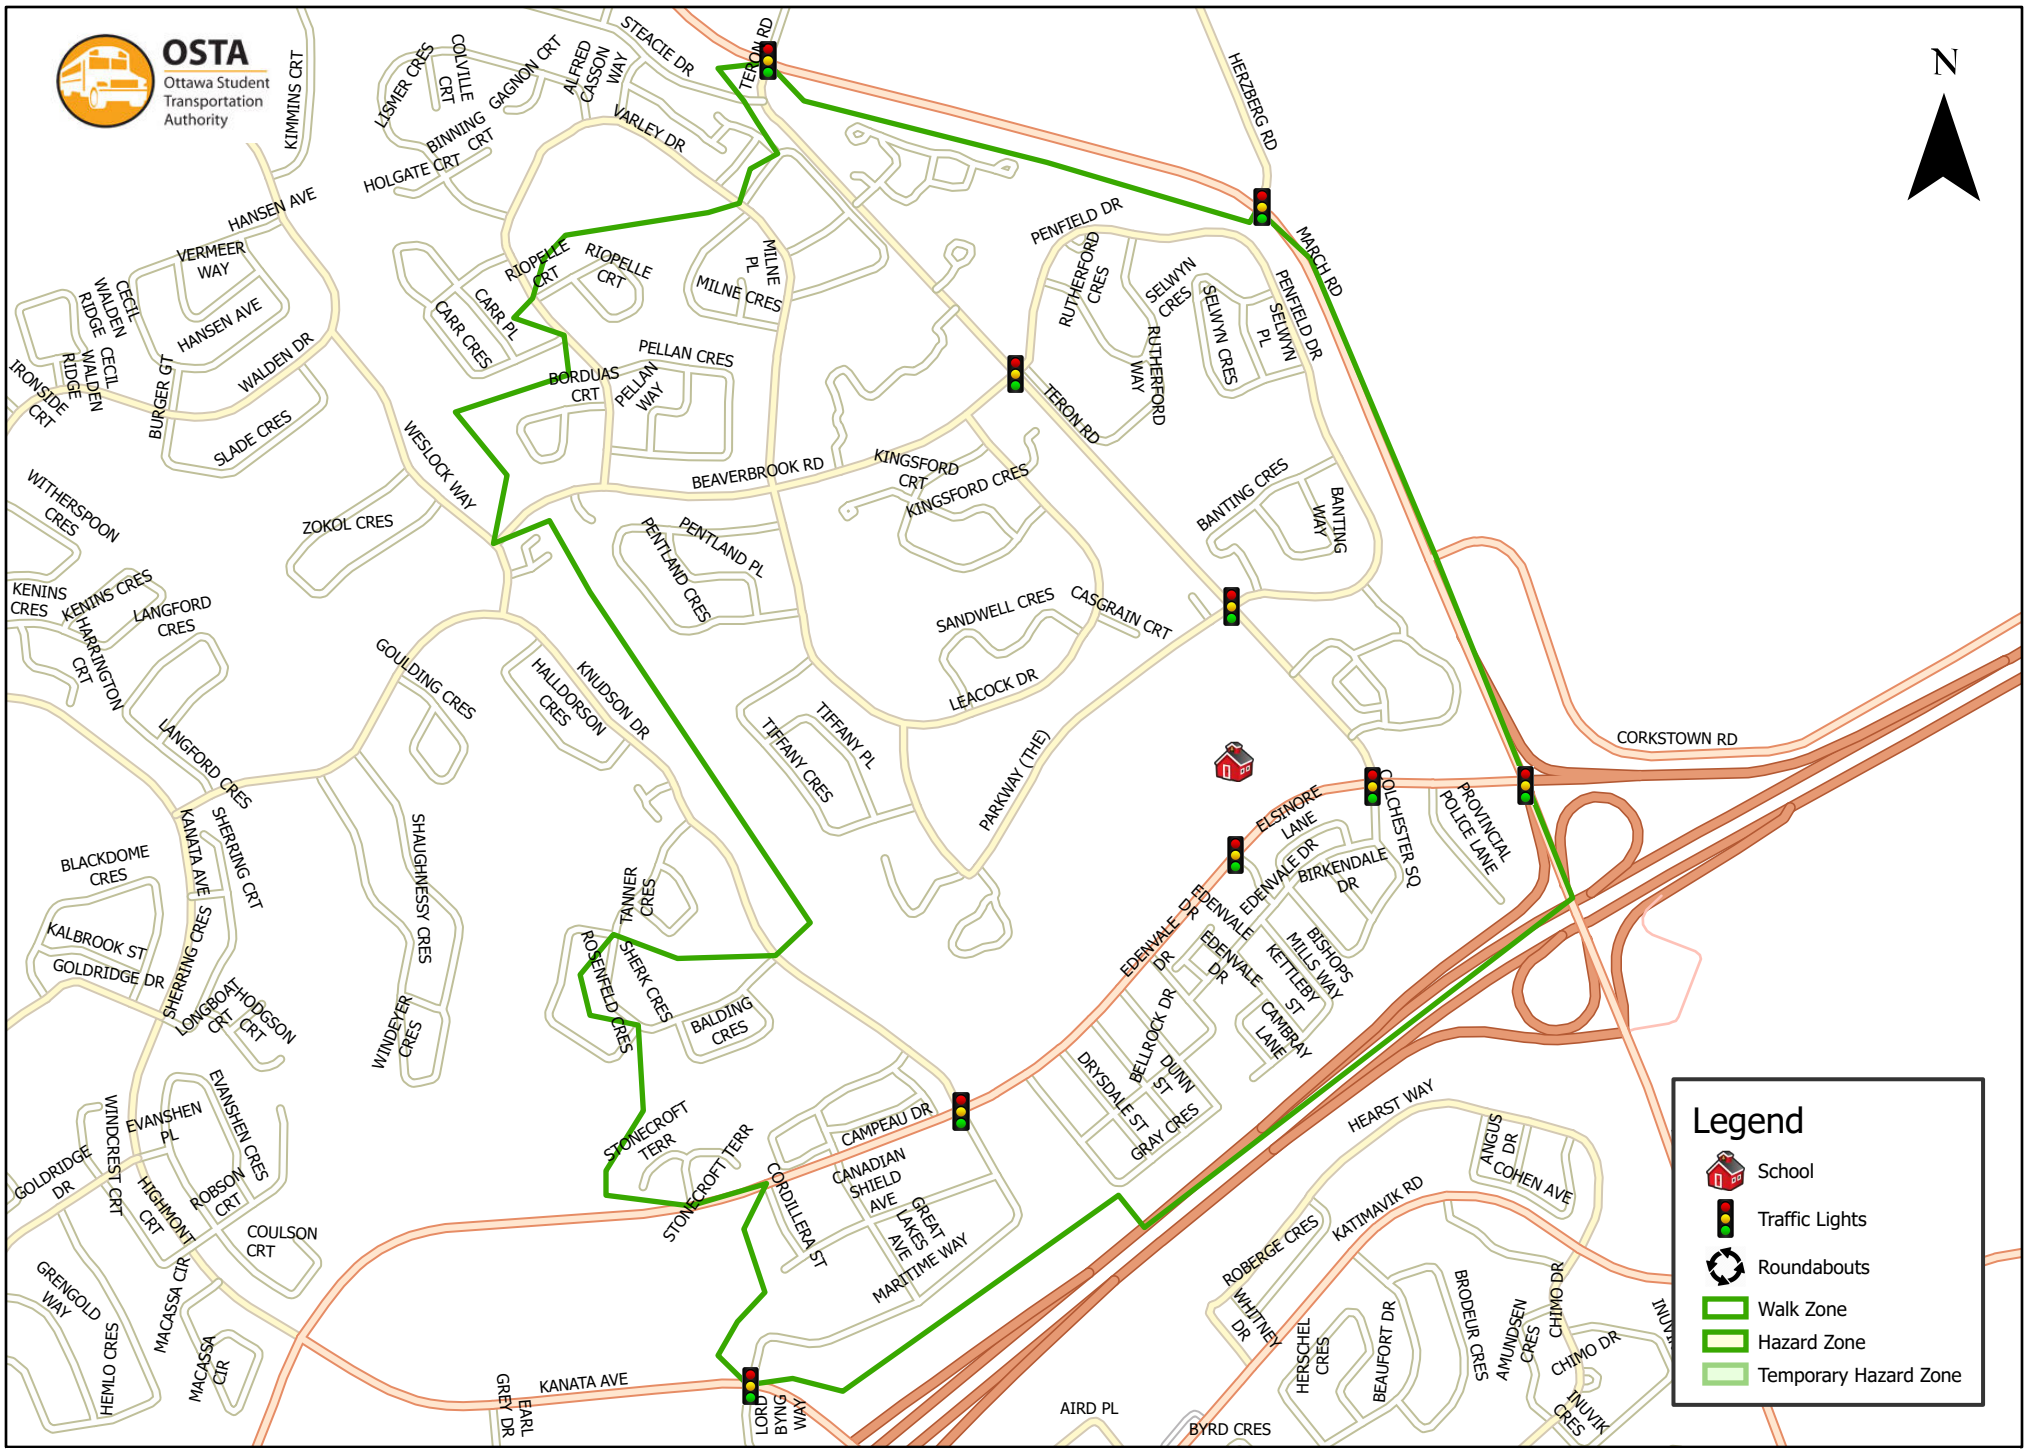 OSTA
Ottawa Student
Transportation
Authority
N
KIMMINS CRT
LISMER CRES
COLVILLE
CRT
GAGNON CRT
ALFRED
CASSON
WAY
STEACIE DR
TERON RD
HERZBERG RD
BINNING
CRT
HOLGATE CRT
VARLEY DR
HANSEN AVE
VERMEER
WAY
CECIL
WALDEN
RIDGE
HANSEN AVE
CECIL
WALDEN
RIDGE
IRONSIDE
CRT
BURGER GT
WALDEN DR
SLADE CRES
RIOPELLE
CRT
RIOPELLE
CRT
CARR PL
CARR CRES
MILNE
PL
MILNE CRES
PENFIELD DR
RUTHERFORD
CRES
SELWYN
CRES
SELWYN CRES
SELWYN
PL
PENFIELD DR
MARCH RD
RUTHERFORD
WAY
PELLAN CRES
PELLAN
WAY
BORDUAS
CRT
WESLOCK WAY
TERON RD
BEAVERBROOK RD
KINGSFORD
CRT
KINGSFORD CRES
BANTING CRES
BANTING
WAY
WITHERSPOON
CRES
ZOKOL CRES
PENTLAND PL
PENTLAND CRES
KENINS
CRES
KENINS CRES
HARRINGTON
CRT
LANGFORD
CRES
SANDWELL CRES
CASGRAIN CRT
GOULDING CRES
HALLDORSON
CRES
KNUDSON DR
LEACOCK DR
TIFFANY PL
TIFFANY CRES
PARKWAY (THE)
LANGFORD CRES
CORKSTOWN RD
PROVINCIAL
POLICE LANE
COLCHESTER SQ
ELSINORE
LANE
EDENVALE DR
BIRKENDALE
DR
KANATA AVE
SHERRING CRT
BLACKDOME
CRES
SHAUGHNESSY CRES
TANNER
CRES
EDENVALE
DR
EDENVALE
DR
EDENVALE
DR
BISHOPS
MILLS WAY
KETTLEBY
ST
KALBROOK ST
GOLDRIDGE DR
SHERRING CRES
LONGBOAT
CRT
HODGSON
CRT
WINDEYER
CRES
ROSENFELD CRES
SHERK CRES
BALDING
CRES
BELLROCK DR
CAMBRAY
LANE
DUNN
ST
DRYSDALE ST
GRAY CRES
HEARST WAY
ANGUS
DR
COHEN AVE
EVANSHEN
PL
EVANSHEN CRES
WINDCREST CRT
GOLDRIDGE
DR
HIGHMONT
CRT
ROBSON
CRT
COULSON
CRT
STONECROFT
TERR
STONECROFT TERR
CAMPEAU DR
CANADIAN
SHIELD
AVE
GREAT
LAKES
AVE
CORDILLERA ST
MARITIME WAY
KATIMAVIK RD
ROBERGE CRES
WHITNEY
DR
GRENGOLD
WAY
HEMLO CRES
MACASSA CIR
MACASSA
CIR
KANATA AVE
EARL
GREY DR
LORD
BYNG
WAY
AIRD PL
BYRD CRES
HERSCHEL
CRES
BEAUFORT DR
BRODEUR CRES
AMUNDSEN
CRES
CHIMO DR
CHIMO DR
INUVIK
CRES
Legend
School
Traffic Lights
Roundabouts
Walk Zone
Hazard Zone
Temporary Hazard Zone